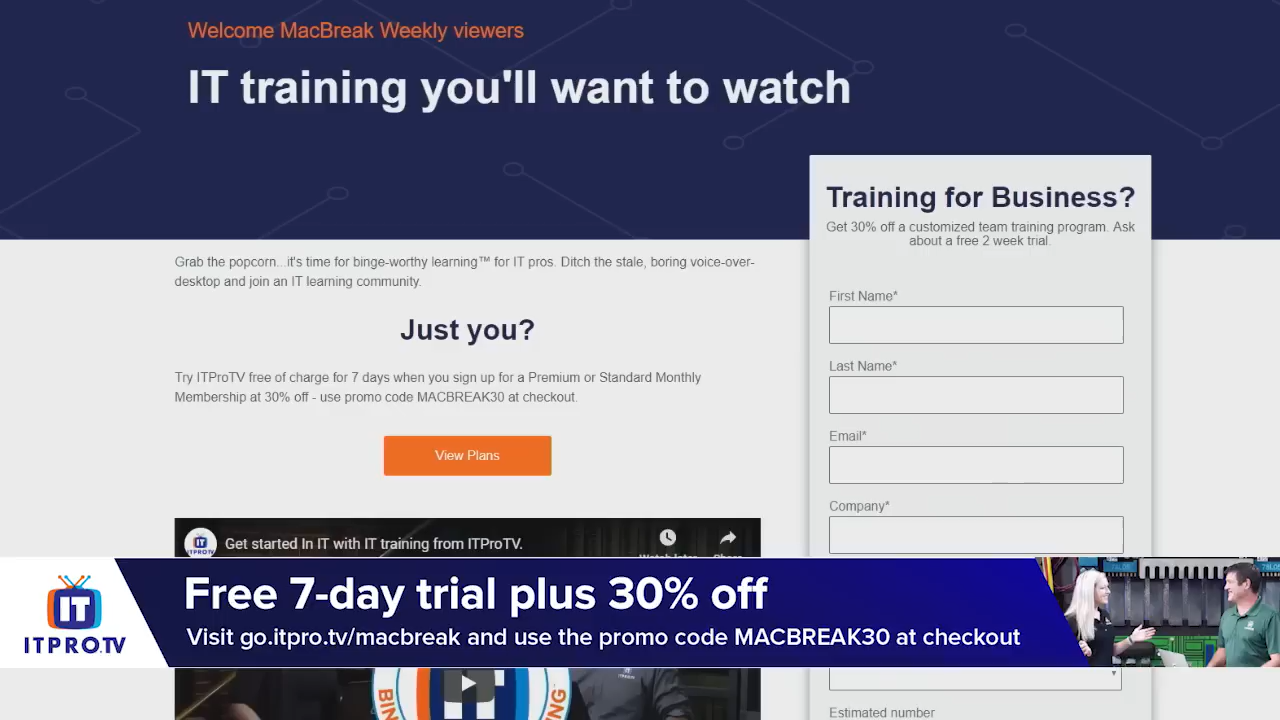 Welcome MacBreak Weekly viewers
IT training you'll want to watch
Grab the popcorn...it's time for binge-worthy learning™ for IT pros. Ditch the stale, boring voice-over-
desktop and join an IT learning community.
Just you?
Try ITProTV free of charge for 7 days when you sign up for a Premium or Standard Monthly
Membership at 30% off - use promo code MACBREAK30 at checkout.
View Plans
Get started In IT with IT training from ITProTV.
Watch later
Share
Training for Business?
Get 30% off a customized team training program. Ask
about a free 2 week trial.
First Name*
Last Name*
Email*
Company*
IT
ITPRO.TV
Free 7-day trial plus 30% off
Visit go.itpro.tv/macbreak and use the promo code MACBREAK30 at checkout
IT
Estimated number